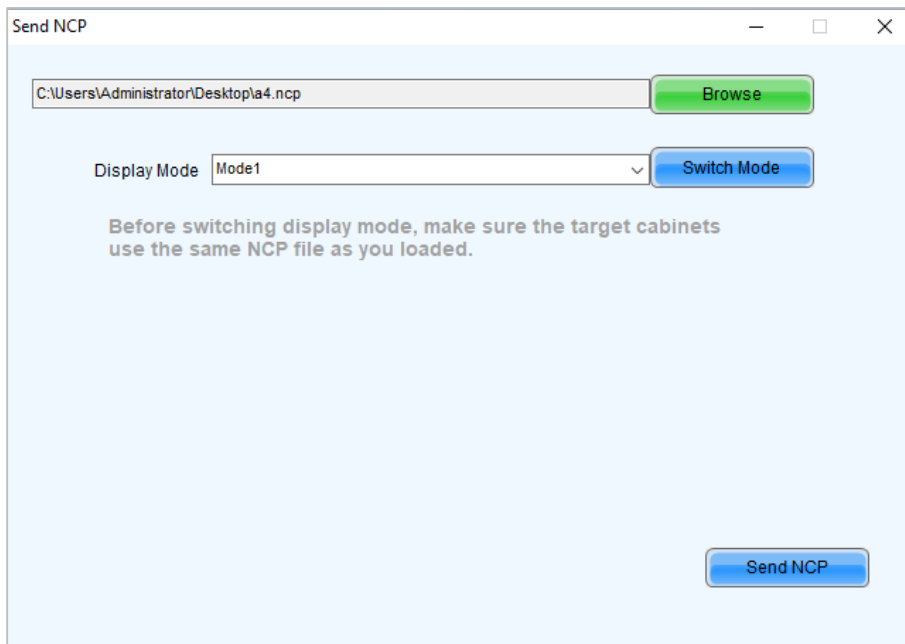 Send NCP
C:\Users\Administrator\Desktop\a4.ncp
Browse
Display Mode
Mode1
Switch Mode
Before switching display mode, make sure the target cabinets
use the same NCP file as you loaded.
Send NCP